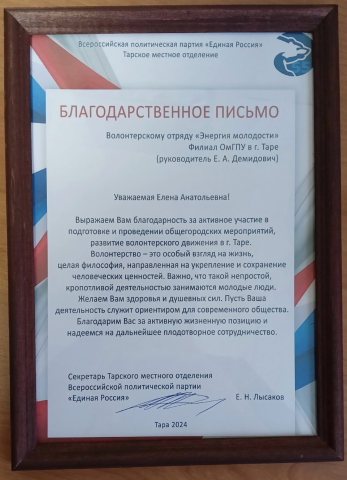 Всероссийская политическая партия «Единая Россия»
Тарское местное отделение
БЛАГОДАРСТВЕННОЕ ПИСЬМО
Волонтерскому отряду «Энергия молодости»
Филиал ОмГПУ в г. Таре
(руководитель Е. А. Демидович)
Уважаемая Елена Анатольевна!
Выражаем Вам благодарность за активное участие в
подготовке и проведении общегородских мероприятий,
развитие волонтерского движения в г. Таре.
Волонтерство – это особый взгляд на жизнь,
целая философия, направленная на укрепление и сохранение
человеческих ценностей. Важно, что такой непростой,
кропотливой деятельностью занимаются молодые люди.
Желаем Вам здоровья и душевных сил. Пусть Ваша
деятельность служит ориентиром для современного общества.
Благодарим Вас за активную жизненную позицию и
надеемся на дальнейшее плодотворное сотрудничество.
Секретарь Тарского местного отделения
Всероссийской политической партии
«Единая Россия» Е. Н. Лысаков
Тара 2024